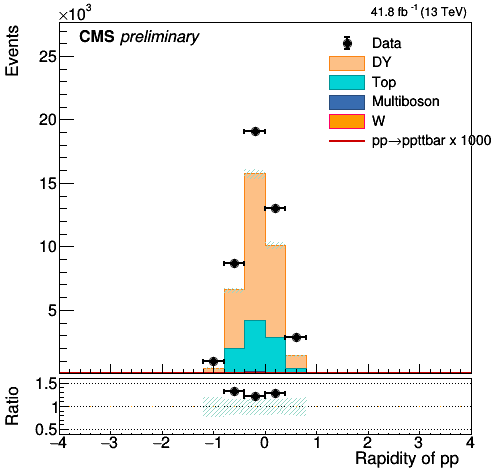 ×10³
41.8 fb⁻¹ (13 TeV)
CMS preliminary
Events
25
20
15
10
5
Data
DY
Top
Multiboson
W
pp→ppttbar x 1000
Ratio
1.5
1
0.5
−4 −3 −2 −1 0 1 2 3 4
Rapidity of pp